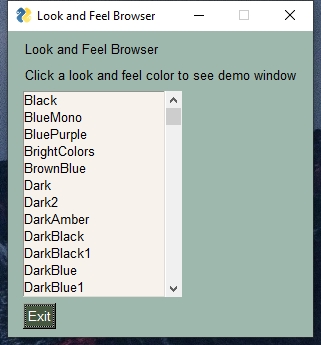 Look and Feel Browser
Look and Feel Browser
Click a look and feel color to see demo window
Black
BlueMono
BluePurple
BrightColors
BrownBlue
Dark
Dark2
DarkAmber
DarkBlack
DarkBlack1
DarkBlue
DarkBlue1
Exit